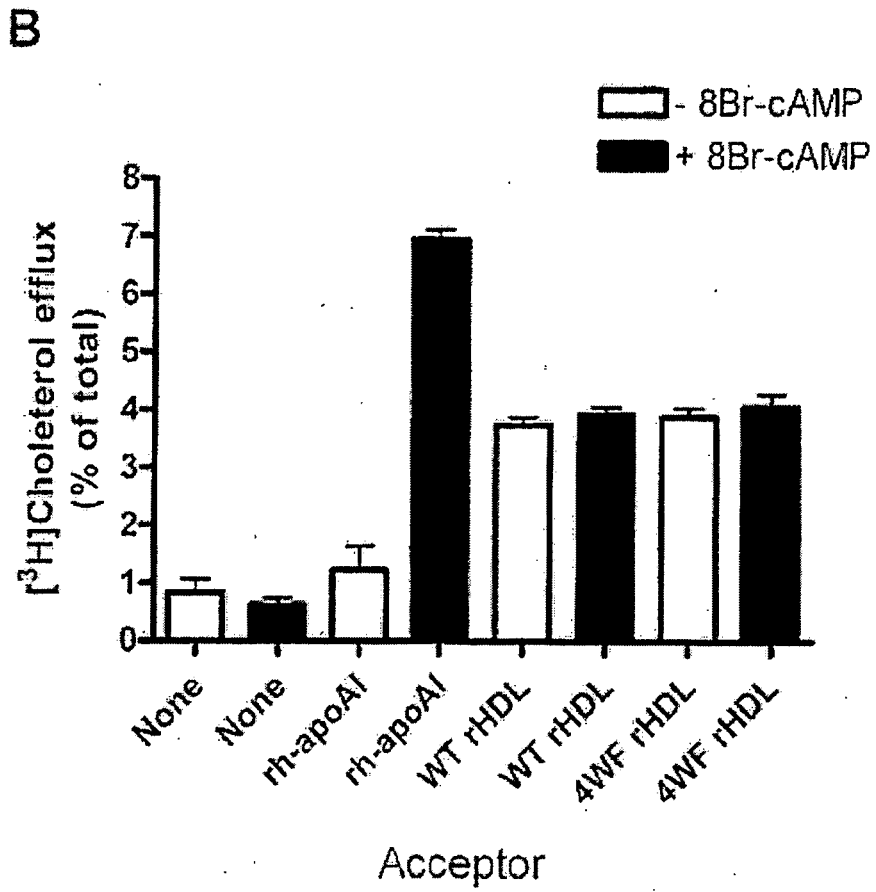 B
- 8Br-cAMP
+ 8Br-cAMP
[³H]Choleterol efflux
(% of total)
8
7
6
5
4
3
2
1
0
None
None
rh-apoAI
rh-apoAI
WT rHDL
WT rHDL
4WF rHDL
4WF rHDL
Acceptor